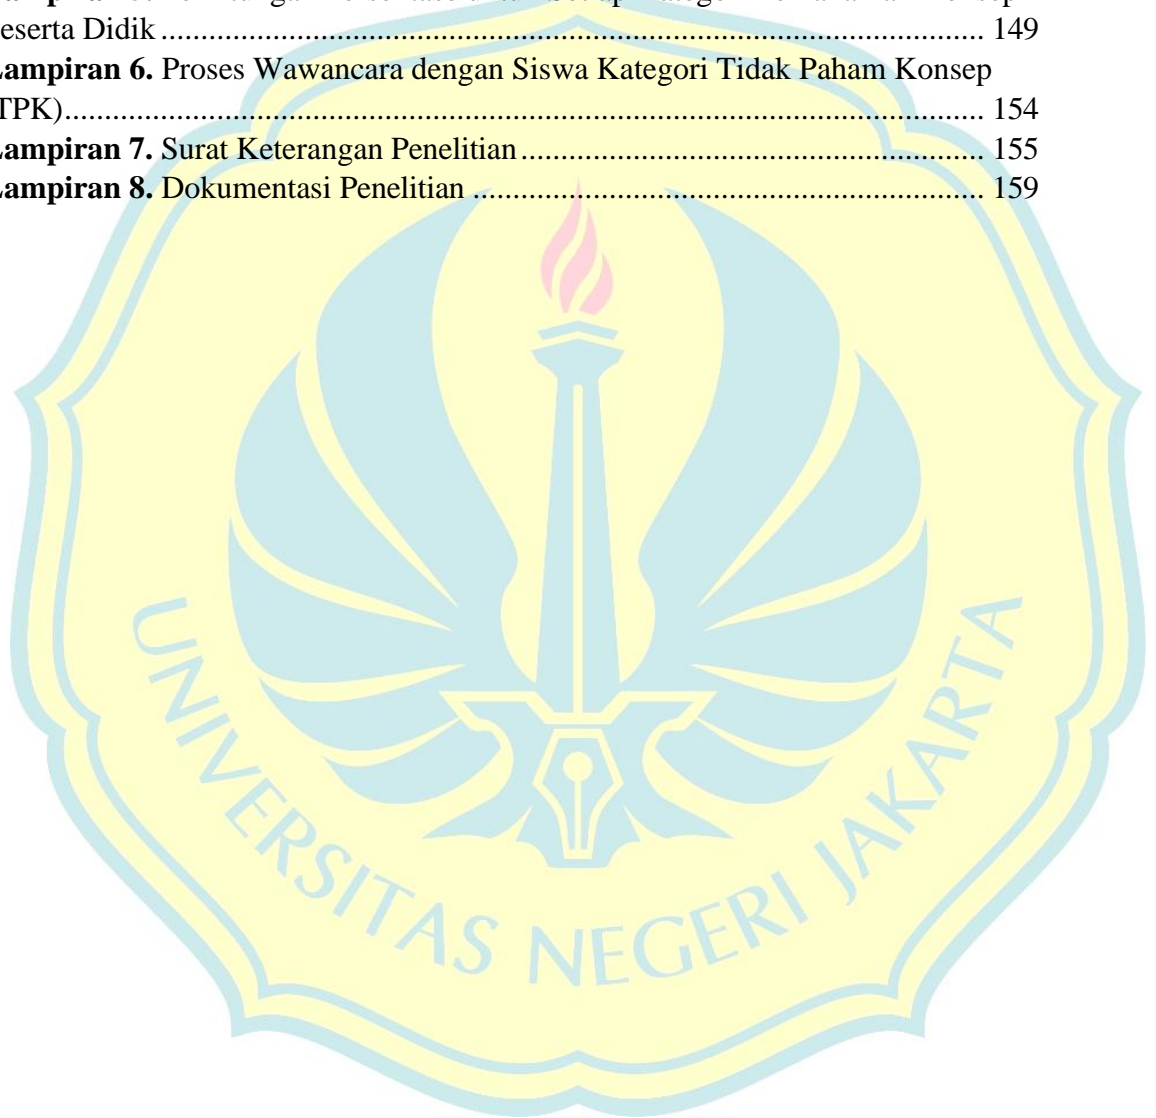 eserta Didik ........................................................................................................ 149
Lampiran 6. Proses Wawancara dengan Siswa Kategori Tidak Paham Konsep
TPK)................................................................................................................... 154
Lampiran 7. Surat Keterangan Penelitian .......................................................... 155
Lampiran 8. Dokumentasi Penelitian ................................................................ 159
UNIVERSITAS NEGERI JAKARTA